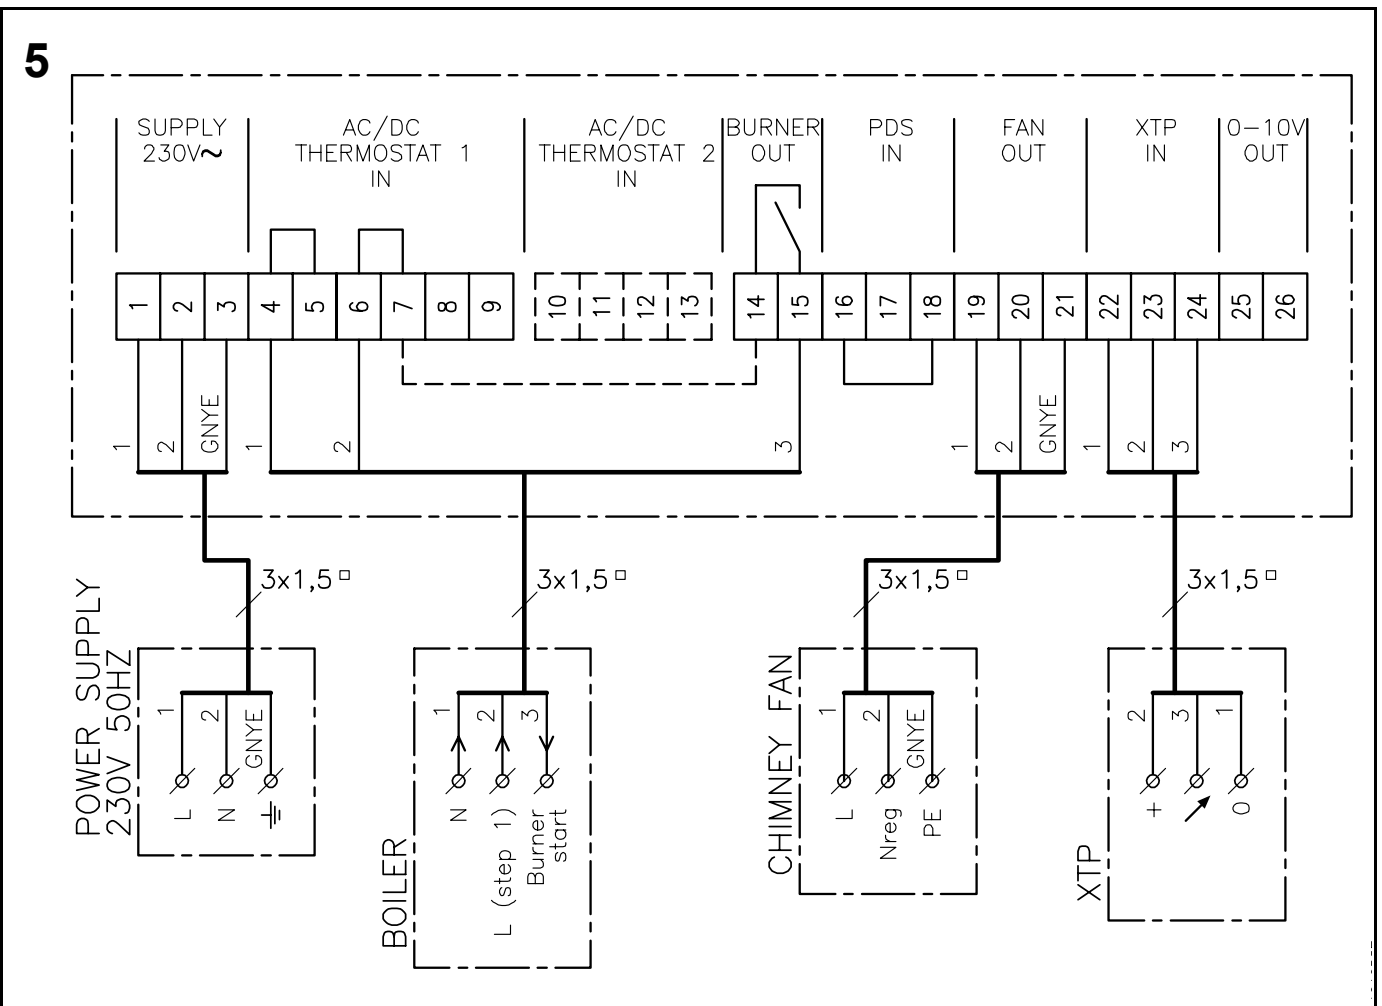 5
SUPPLY
230V~
AC/DC
THERMOSTAT 1
IN
AC/DC
THERMOSTAT 2
IN
BURNER
OUT
PDS
IN
FAN
OUT
XTP
IN
0-10V
OUT
1 2 3 4 5 6 7 8 9 10 11 12 13 14 15 16 17 18 19 20 21 22 23 24 25 26
1 2 GNYE 1 2 3 1 2 GNYE 1 2 3
3x1,5 □
3x1,5 □
3x1,5 □
3x1,5 □
POWER SUPPLY
230V 50HZ
1 2 GNYE
L N
BOILER
1 2 3
N
L (step 1)
Burner
start
CHIMNEY FAN
1 2 GNYE
L
Nreg
PE
XTP
2 3 1
+ 0